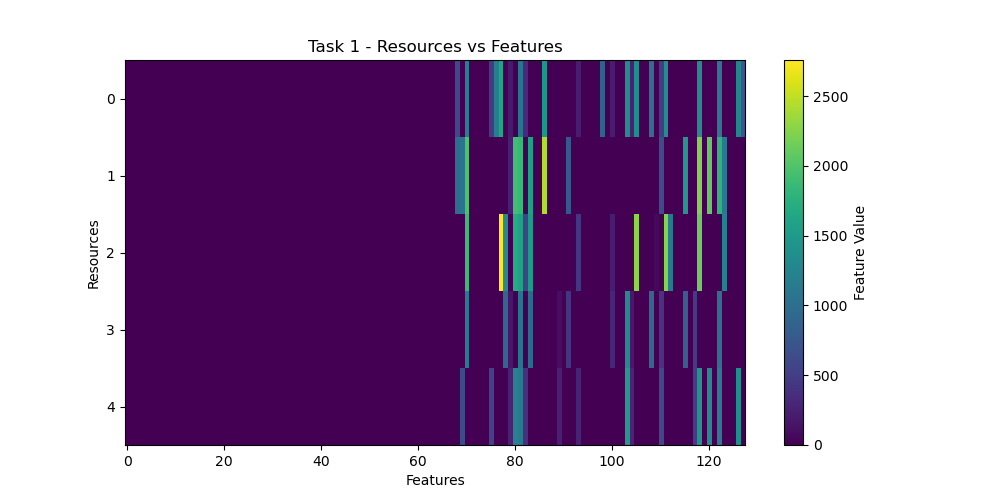 Task 1 - Resources vs Features
Resources
0
1
2
3
4
0 20 40 60 80 100 120
Features
2500
2000
1500
1000
500
0
Feature Value